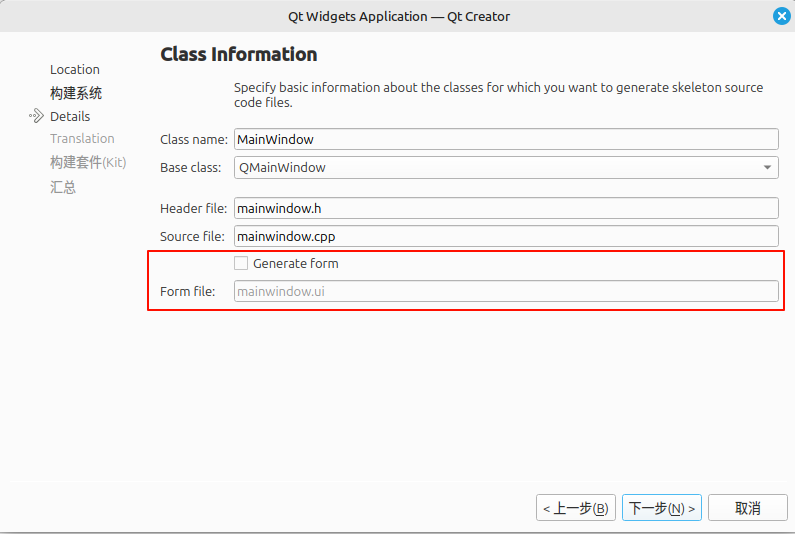 Qt Widgets Application — Qt Creator
Location
构建系统
Details
Translation
构建套件(Kit)
汇总
Class Information
Specify basic information about the classes for which you want to generate skeleton source
code files.
Class name: MainWindow
Base class: QMainWindow
Header file: mainwindow.h
Source file: mainwindow.cpp
Generate form
Form file: mainwindow.ui
< 上一步(B)
下一步(N) >
取消